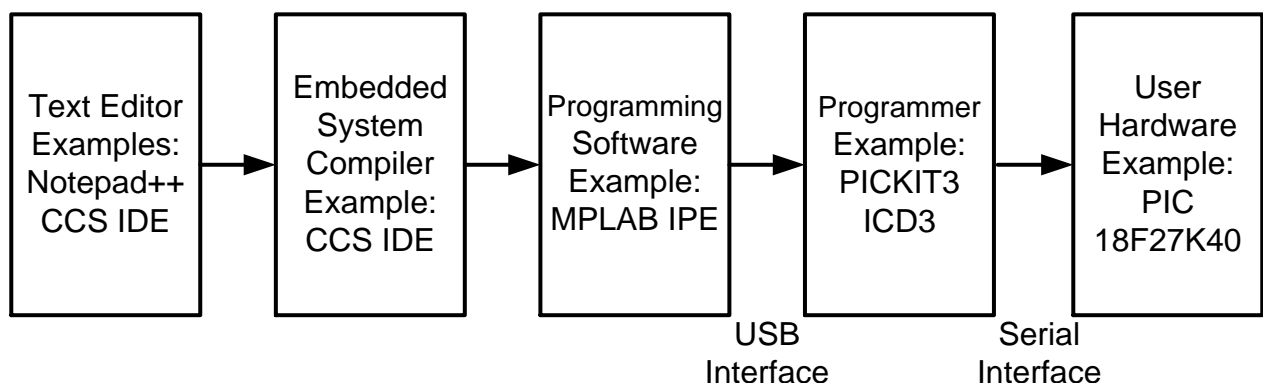 Text Editor
Examples:
Notepad++
CCS IDE
Embedded
System
Compiler
Example:
CCS IDE
Programming
Software
Example:
MPLAB IPE
Programmer
Example:
PICKIT3
ICD3
User
Hardware
Example:
PIC
18F27K40
USB
Interface
Serial
Interface